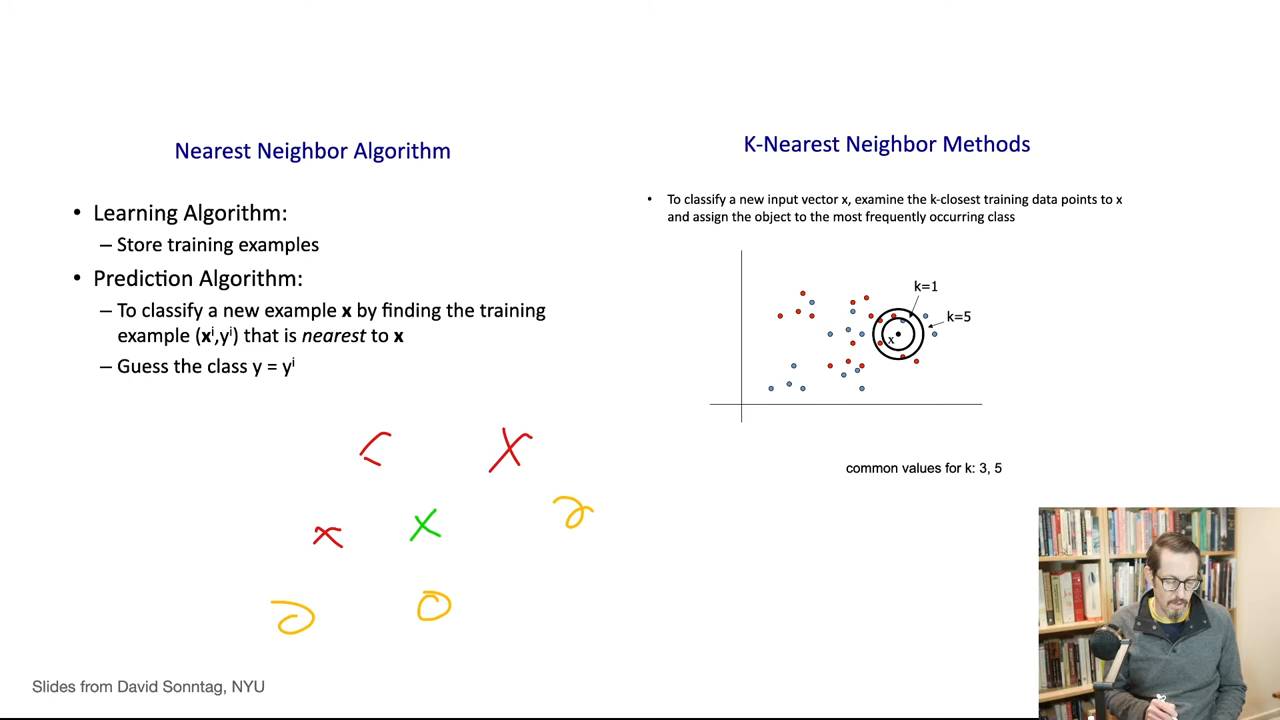 Nearest Neighbor Algorithm
• Learning Algorithm:
– Store training examples
• Prediction Algorithm:
– To classify a new example x by finding the training
example (xⁱ,yⁱ) that is nearest to x
– Guess the class y = yⁱ
K-Nearest Neighbor Methods
• To classify a new input vector x, examine the k-closest training data points to x
and assign the object to the most frequently occurring class
k=1
k=5
x
common values for k: 3, 5
X
x
x
Slides from David Sonntag, NYU